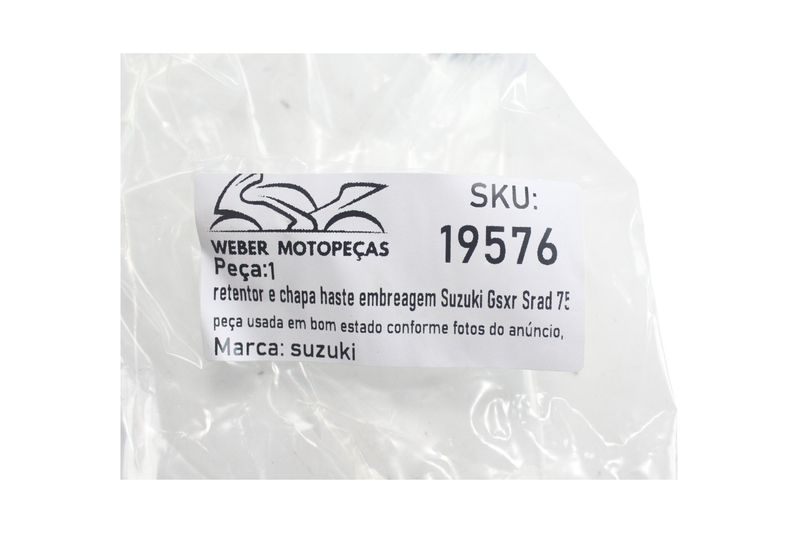 SKU:
19576
WEBER MOTOPEÇAS
Peça:1
retentor e chapa haste embreagem Suzuki Gsxr Srad 75
peça usada em bom estado conforme fotos do anúncio,
Marca: suzuki